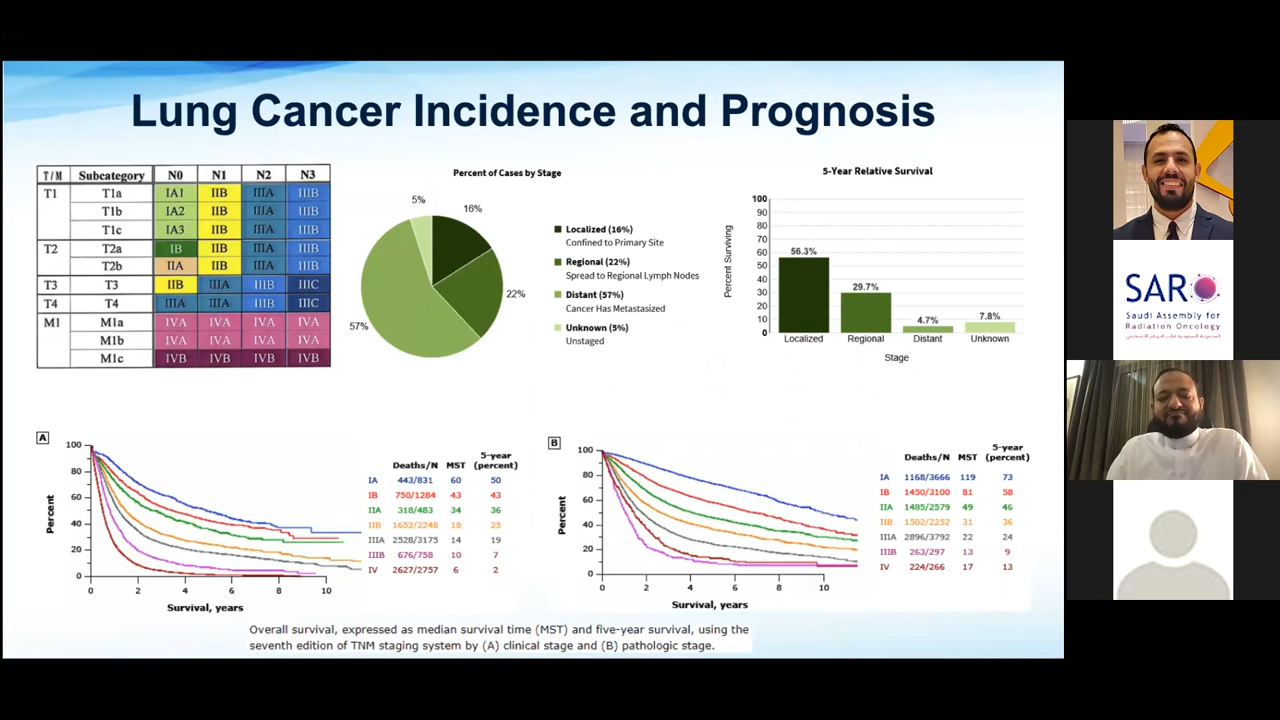 Lung Cancer Incidence and Prognosis
T/M Subcategory N0 N1 N2 N3
T1 T1a IA1 IIB IIIA IIIB
T1b IA2 IIB IIIA IIIB
T1c IA3 IIB IIIA IIIB
T2 T2a IB IIB IIIA IIIB
T2b IIA IIB IIIA IIIB
T3 T3 IIB IIIA IIIB IIIC
T4 T4 IIIA IIIA IIIB IIIC
M1 M1a IVA IVA IVA IVA
M1b IVA IVA IVA IVA
M1c IVB IVB IVB IVB
Percent of Cases by Stage
5%
16%
22%
57%
Localized (16%)
Confined to Primary Site
Regional (22%)
Spread to Regional Lymph Nodes
Distant (57%)
Cancer Has Metastasized
Unknown (5%)
Unstaged
5-Year Relative Survival
Percent Surviving
100
90
80
70
60
50
40
30
20
10
0
56.3%
29.7%
4.7%
7.8%
Localized Regional Distant Unknown
Stage
A
Percent
100
80
60
40
20
0
0 2 4 6 8 10
Survival, years
5-year
Deaths/N MST (percent)
IA 443/831 60 50
IB 750/1284 43 43
IIA 318/483 34 36
IIB 1652/2248 18 25
IIIA 2528/3175 14 19
IIIB 676/758 10 7
IV 2627/2757 6 2
B
Percent
100
80
60
40
20
0
0 2 4 6 8 10
Survival, years
5-year
Deaths/N MST (percent)
IA 1168/3666 119 73
IB 1450/3100 81 58
IIA 1485/2579 49 46
IIB 1502/2252 31 36
IIIA 2896/3792 22 24
IIIB 263/297 13 9
IV 224/266 17 13
Overall survival, expressed as median survival time (MST) and five-year survival, using the
seventh edition of TNM staging system by (A) clinical stage and (B) pathologic stage.
SARO
Saudi Assembly for
Radiation Oncology